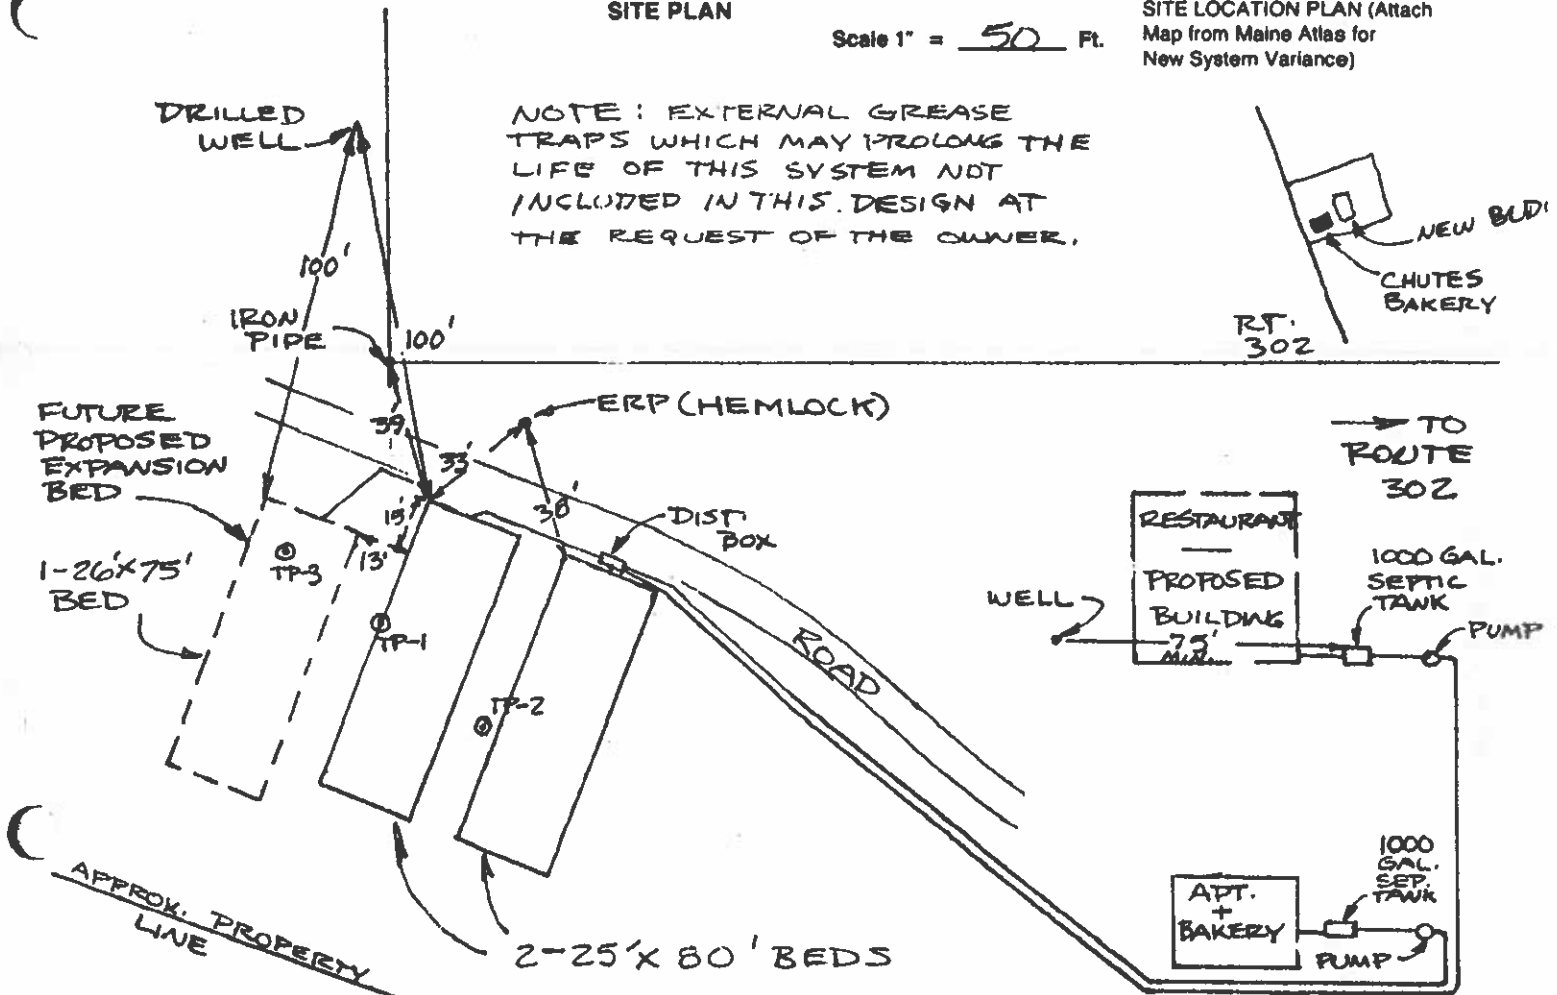 SITE PLAN
Scale 1" = 50 Ft.
SITE LOCATION PLAN (Attach
Map from Maine Atlas for
New System Variance)
DRILLED
WELL
NOTE: EXTERNAL GREASE
TRAPS WHICH MAY PROLONG THE
LIFE OF THIS SYSTEM NOT
INCLUDED IN THIS. DESIGN AT
THE REQUEST OF THE OWNER.
NEW BLD
CHUTES
BAKERY
RT.
302
100'
IRON
PIPE
100'
ERP (HEMLOCK)
39'
33'
38'
15'
13'
FUTURE
PROPOSED
EXPANSION
BED
1-26'X75'
BED
TP-3
TP-1
TP-2
DIST.
BOX
ROAD
TO
ROUTE
302
RESTAURANT
PROPOSED
BUILDING
75'
MIN.
WELL
1000 GAL.
SEPTIC
TANK
PUMP
1000
GAL.
SEP.
TANK
APT.
+
BAKERY
PUMP
2-25'X 80' BEDS
APPROX. PROPERTY
LINE